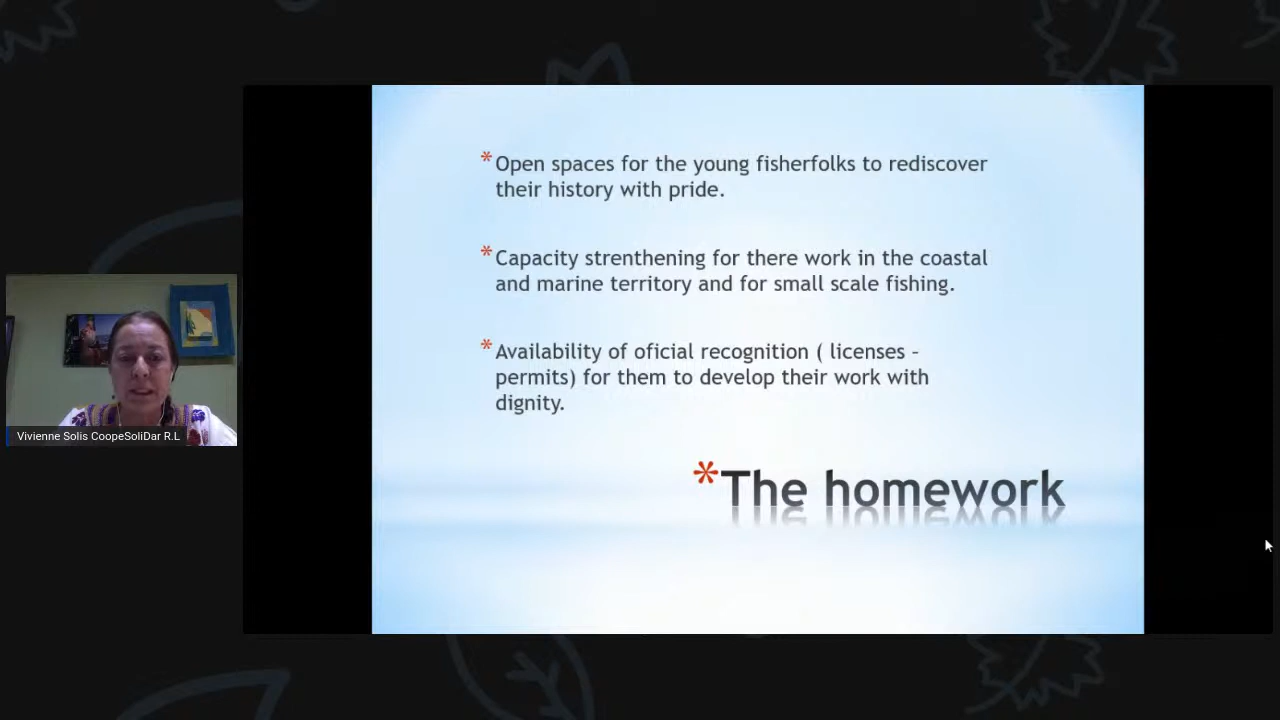 *Open spaces for the young fisherfolks to rediscover
their history with pride.
*Capacity strenthening for there work in the coastal
and marine territory and for small scale fishing.
*Availability of oficial recognition ( licenses –
permits) for them to develop their work with
dignity.
Vivienne Solis CoopeSoliDar R.L
*The homework